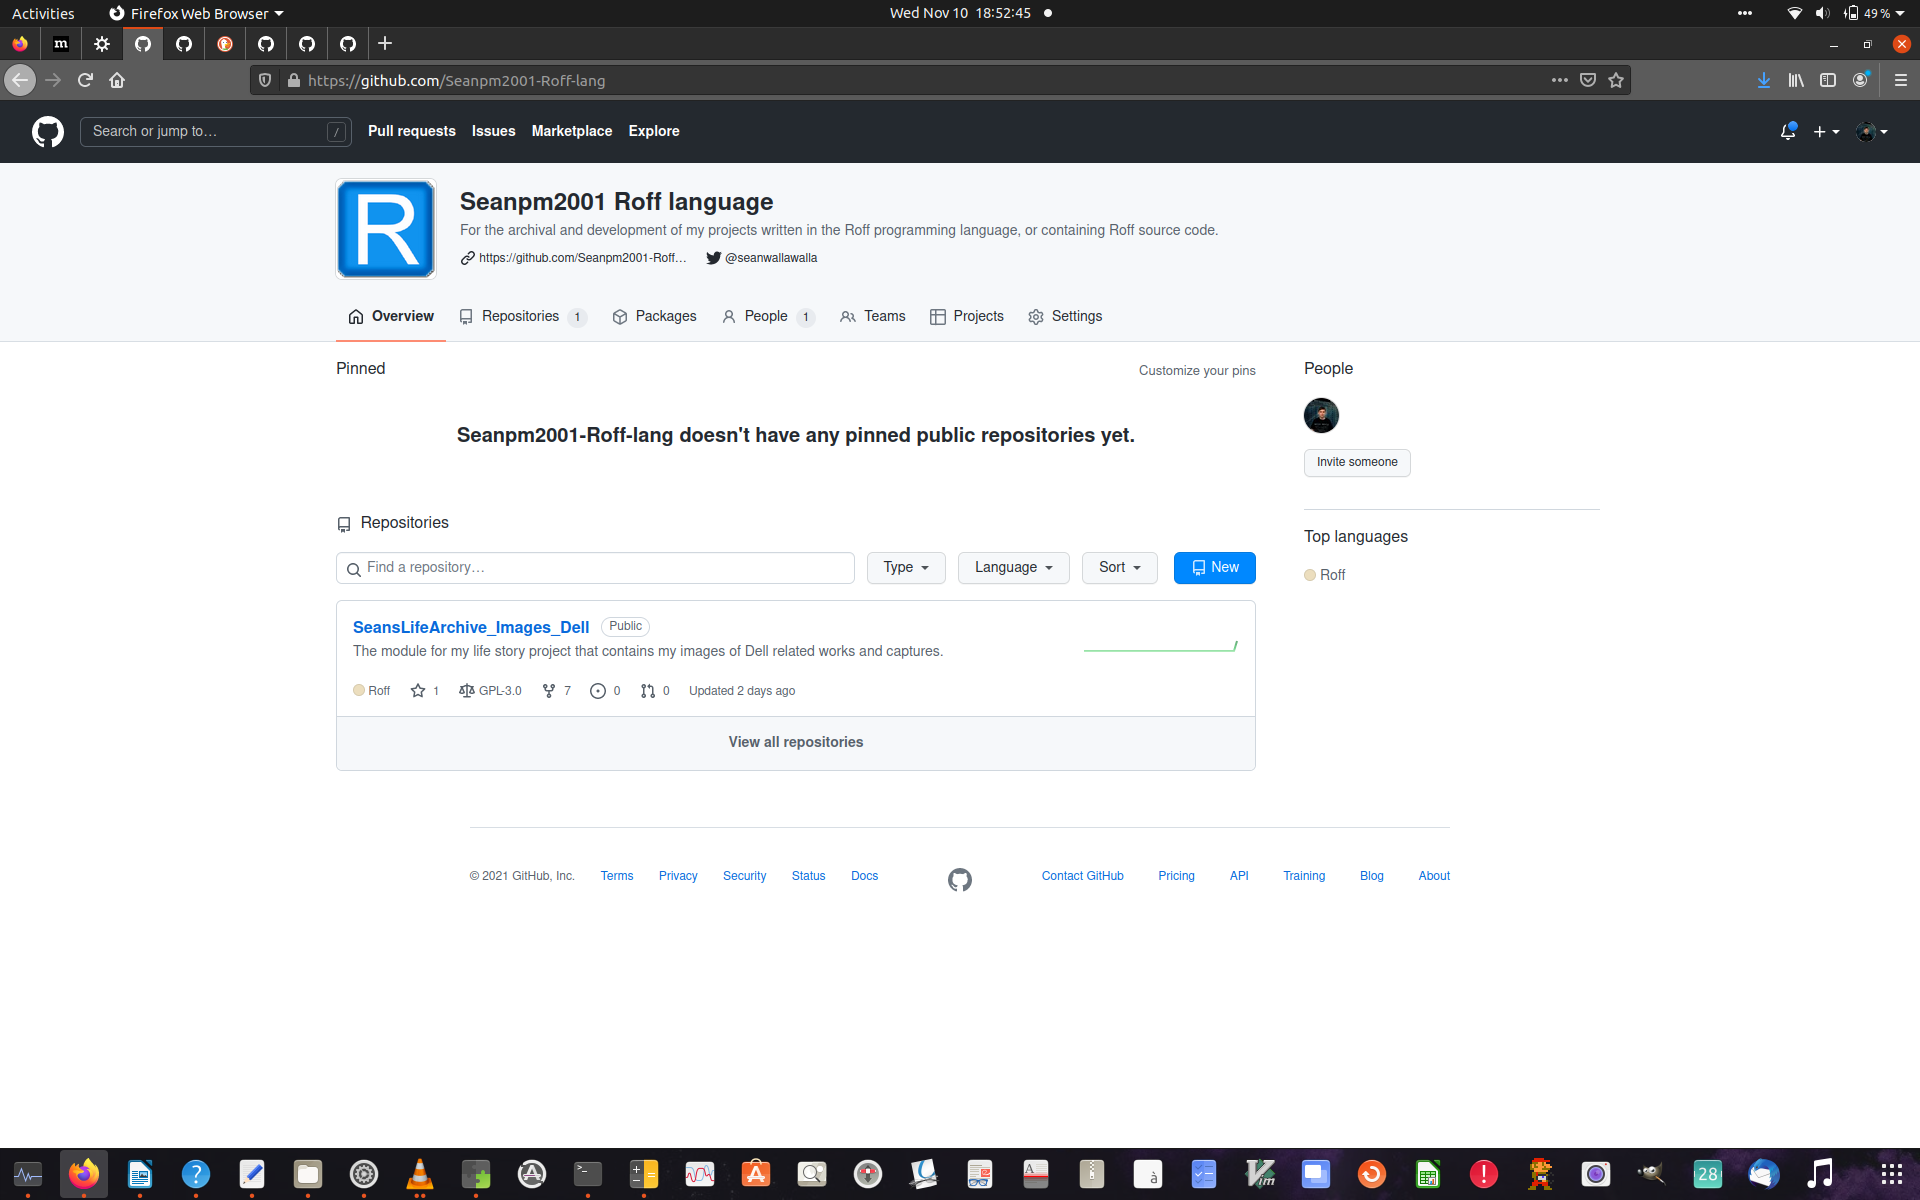 Activities
Firefox Web Browser
Wed Nov 10 18:52:45
49 %
m
https://github.com/Seanpm2001-Roff-lang
Search or jump to…
/
Pull requests
Issues
Marketplace
Explore
R
Seanpm2001 Roff language
For the archival and development of my projects written in the Roff programming language, or containing Roff source code.
https://github.com/Seanpm2001-Roff…
@seanwallawalla
Overview
Repositories 1
Packages
People 1
Teams
Projects
Settings
Pinned
Customize your pins
Seanpm2001-Roff-lang doesn't have any pinned public repositories yet.
People
Invite someone
Top languages
Roff
Repositories
Find a repository…
Type
Language
Sort
New
SeansLifeArchive_Images_Dell
Public
The module for my life story project that contains my images of Dell related works and captures.
Roff
1
GPL-3.0
7
0
0
Updated 2 days ago
View all repositories
© 2021 GitHub, Inc.
Terms
Privacy
Security
Status
Docs
Contact GitHub
Pricing
API
Training
Blog
About
?
>_
A
à
Vim
!
28